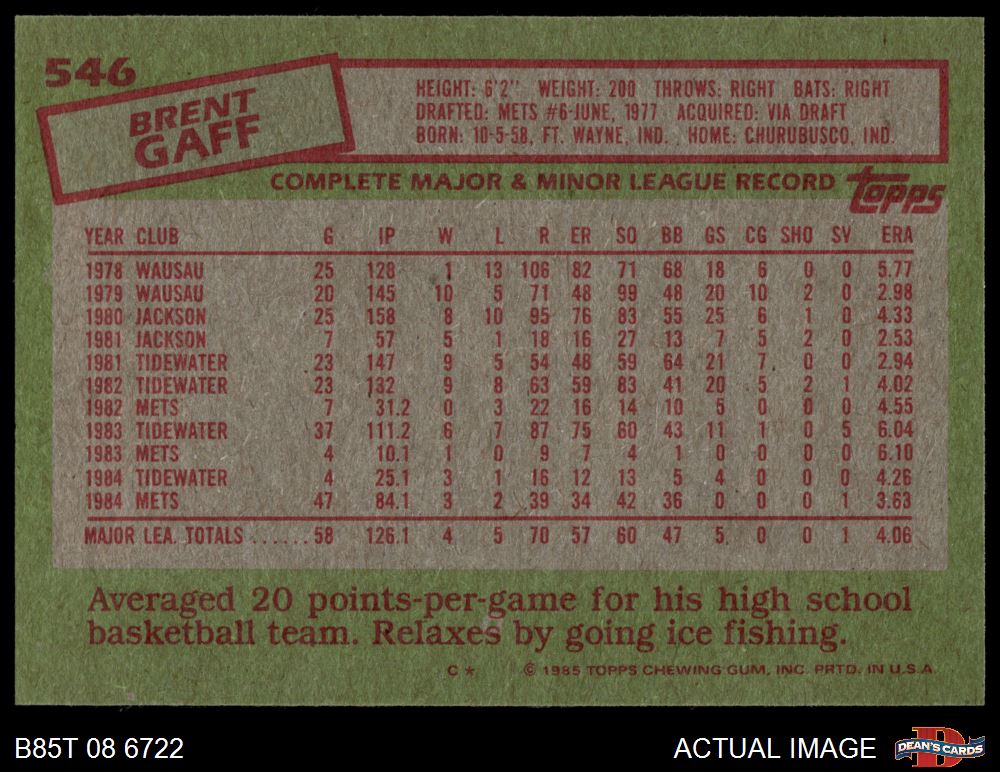 546
BRENT
GAFF
HEIGHT: 6'2" WEIGHT: 200 THROWS: RIGHT BATS: RIGHT
DRAFTED: METS #6-JUNE, 1977 ACQUIRED: VIA DRAFT
BORN: 10-5-58, FT. WAYNE, IND. HOME: CHURUBUSCO, IND.
COMPLETE MAJOR & MINOR LEAGUE RECORD topps
YEAR CLUB G IP W L R ER SO BB GS CG SHO SV ERA
1978 WAUSAU 25 128 1 13 106 82 71 68 18 6 0 0 5.77
1979 WAUSAU 20 145 10 5 71 48 99 48 20 10 2 0 2.98
1980 JACKSON 25 158 8 10 95 76 83 55 25 6 1 0 4.33
1981 JACKSON 7 57 5 1 18 16 27 13 7 5 2 0 2.53
1981 TIDEWATER 23 147 9 5 54 48 59 64 21 7 0 0 2.94
1982 TIDEWATER 23 132 9 8 63 59 83 41 20 5 2 1 4.02
1982 METS 7 31.2 0 3 22 16 14 10 5 0 0 0 4.55
1983 TIDEWATER 37 111.2 6 7 87 75 60 43 11 1 0 5 6.04
1983 METS 4 10.1 1 0 9 7 4 1 0 0 0 0 6.10
1984 TIDEWATER 4 25.1 3 1 16 12 13 5 4 0 0 0 4.26
1984 METS 47 84.1 3 2 39 34 42 36 0 0 0 1 3.63
MAJOR LEA. TOTALS ......58 126.1 4 5 70 57 60 47 5 0 0 1 4.06
Averaged 20 points-per-game for his high school
basketball team. Relaxes by going ice fishing.
C * © 1985 TOPPS CHEWING GUM, INC. PRTD. IN U.S.A.
B85T 08 6722
ACTUAL IMAGE
D
DEAN'S CARDS